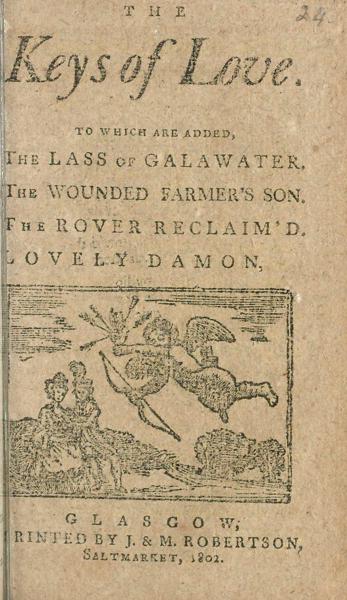 THE
24.
Keys of Love.
TO WHICH ARE ADDED,
THE LASS OF GALAWATER.
THE WOUNDED FARMER'S SON.
THE ROVER RECLAIM'D.
LOVELY DAMON,
GLASGOW,
PRINTED BY J. & M. ROBERTSON,
SALTMARKET, 1802.